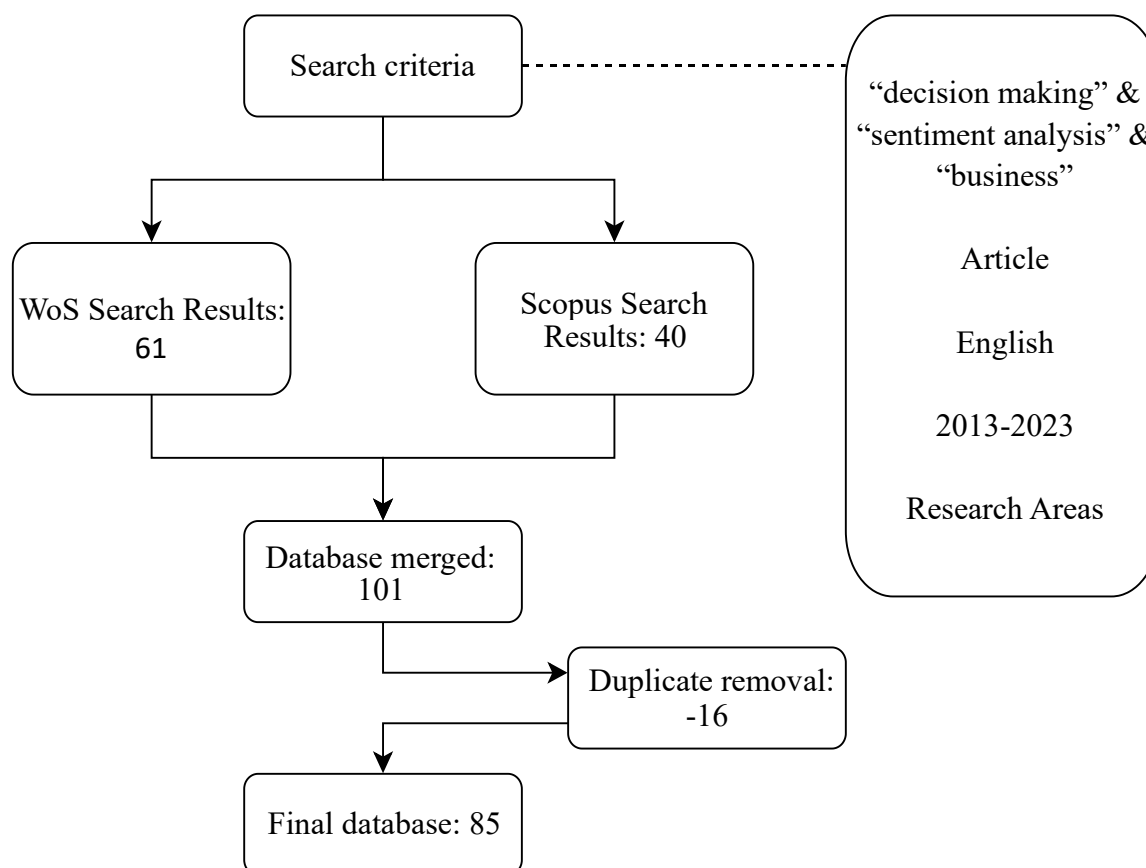 Search criteria
“decision making” &
“sentiment analysis” &
“business”
Article
English
2013-2023
Research Areas
WoS Search Results:
61
Scopus Search
Results: 40
Database merged:
101
Duplicate removal:
-16
Final database: 85